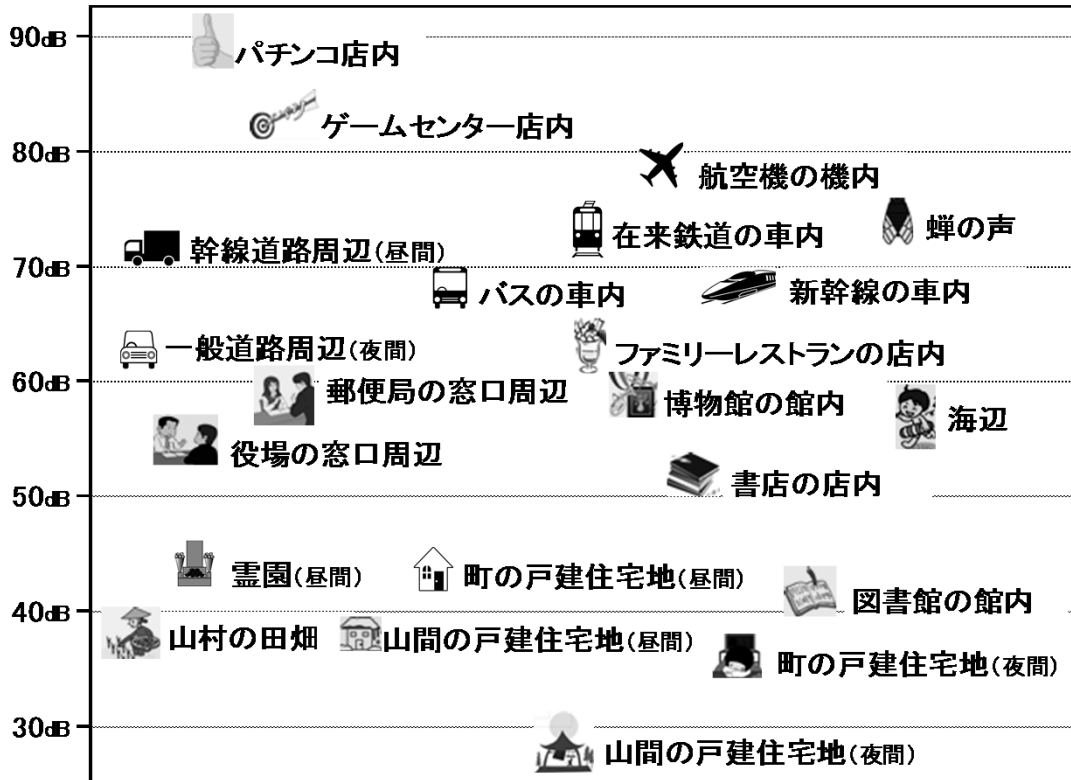 90dB
パチンコ店内
ゲームセンター店内
80dB
航空機の機内
在来鉄道の車内
蝉の声
幹線道路周辺(昼間)
70dB
バスの車内
新幹線の車内
一般道路周辺(夜間)
ファミリーレストランの店内
60dB
郵便局の窓口周辺
博物館の館内
海辺
役場の窓口周辺
書店の店内
50dB
霊園(昼間)
町の戸建住宅地(昼間)
図書館の館内
40dB
山村の田畑
山間の戸建住宅地(昼間)
町の戸建住宅地(夜間)
30dB
山間の戸建住宅地(夜間)